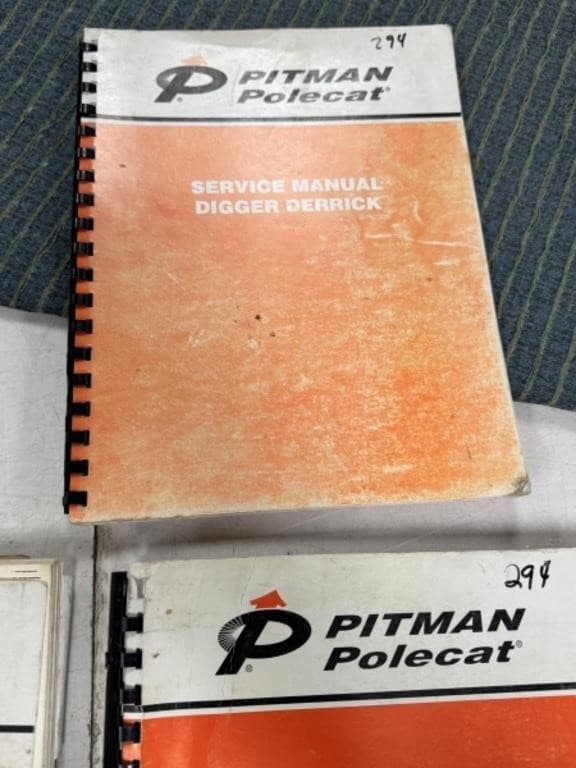 294
PITMAN
Polecat®
SERVICE MANUAL
DIGGER DERRICK
294
PITMAN
Polecat®